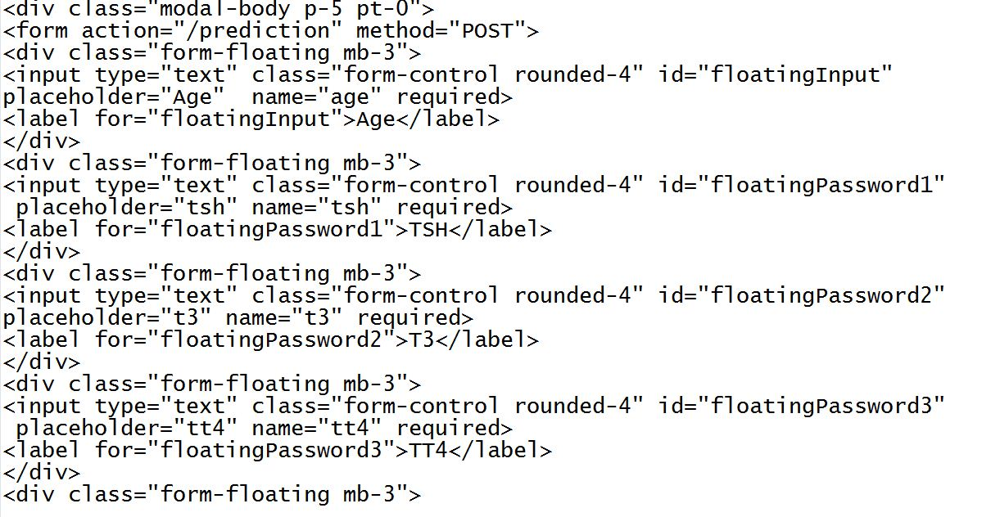 <div class="modal-body p-5 pt-0">
<form action="/prediction" method="POST">
<div class="form-floating mb-3">
<input type="text" class="form-control rounded-4" id="floatingInput"
placeholder="Age"  name="age" required>
<label for="floatingInput">Age</label>
</div>
<div class="form-floating mb-3">
<input type="text" class="form-control rounded-4" id="floatingPassword1"
 placeholder="tsh" name="tsh" required>
<label for="floatingPassword1">TSH</label>
</div>
<div class="form-floating mb-3">
<input type="text" class="form-control rounded-4" id="floatingPassword2"
placeholder="t3" name="t3" required>
<label for="floatingPassword2">T3</label>
</div>
<div class="form-floating mb-3">
<input type="text" class="form-control rounded-4" id="floatingPassword3"
 placeholder="tt4" name="tt4" required>
<label for="floatingPassword3">TT4</label>
</div>
<div class="form-floating mb-3">